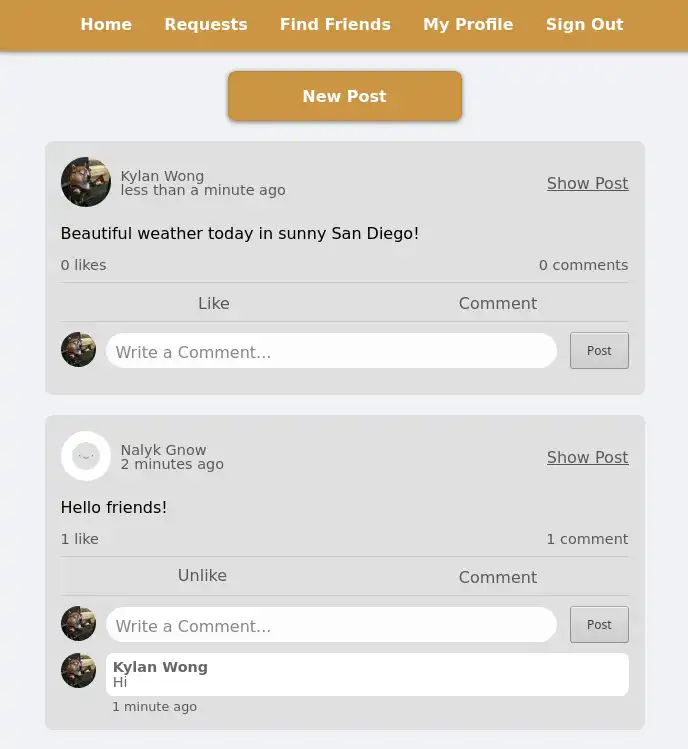 Home Requests Find Friends My Profile Sign Out
New Post
Kylan Wong
less than a minute ago
Show Post
Beautiful weather today in sunny San Diego!
0 likes 0 comments
Like Comment
Write a Comment... Post
Nalyk Gnow
2 minutes ago
Show Post
Hello friends!
1 like 1 comment
Unlike Comment
Write a Comment... Post
Kylan Wong
Hi
1 minute ago